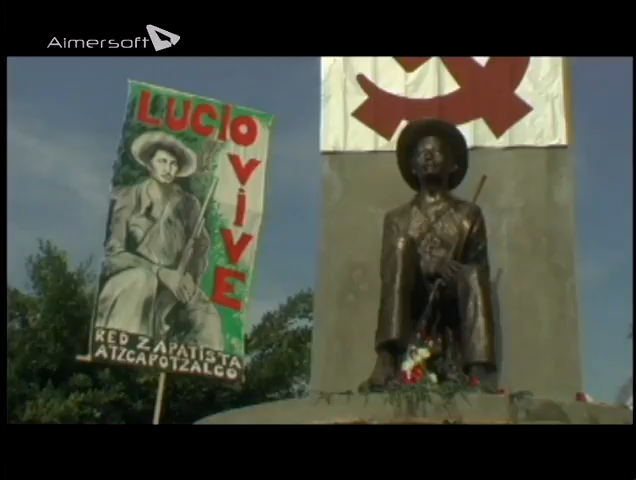 Aimersoft
LUCIO
VIVE
RED ZAPATISTA
ATZCAPOTZALCO